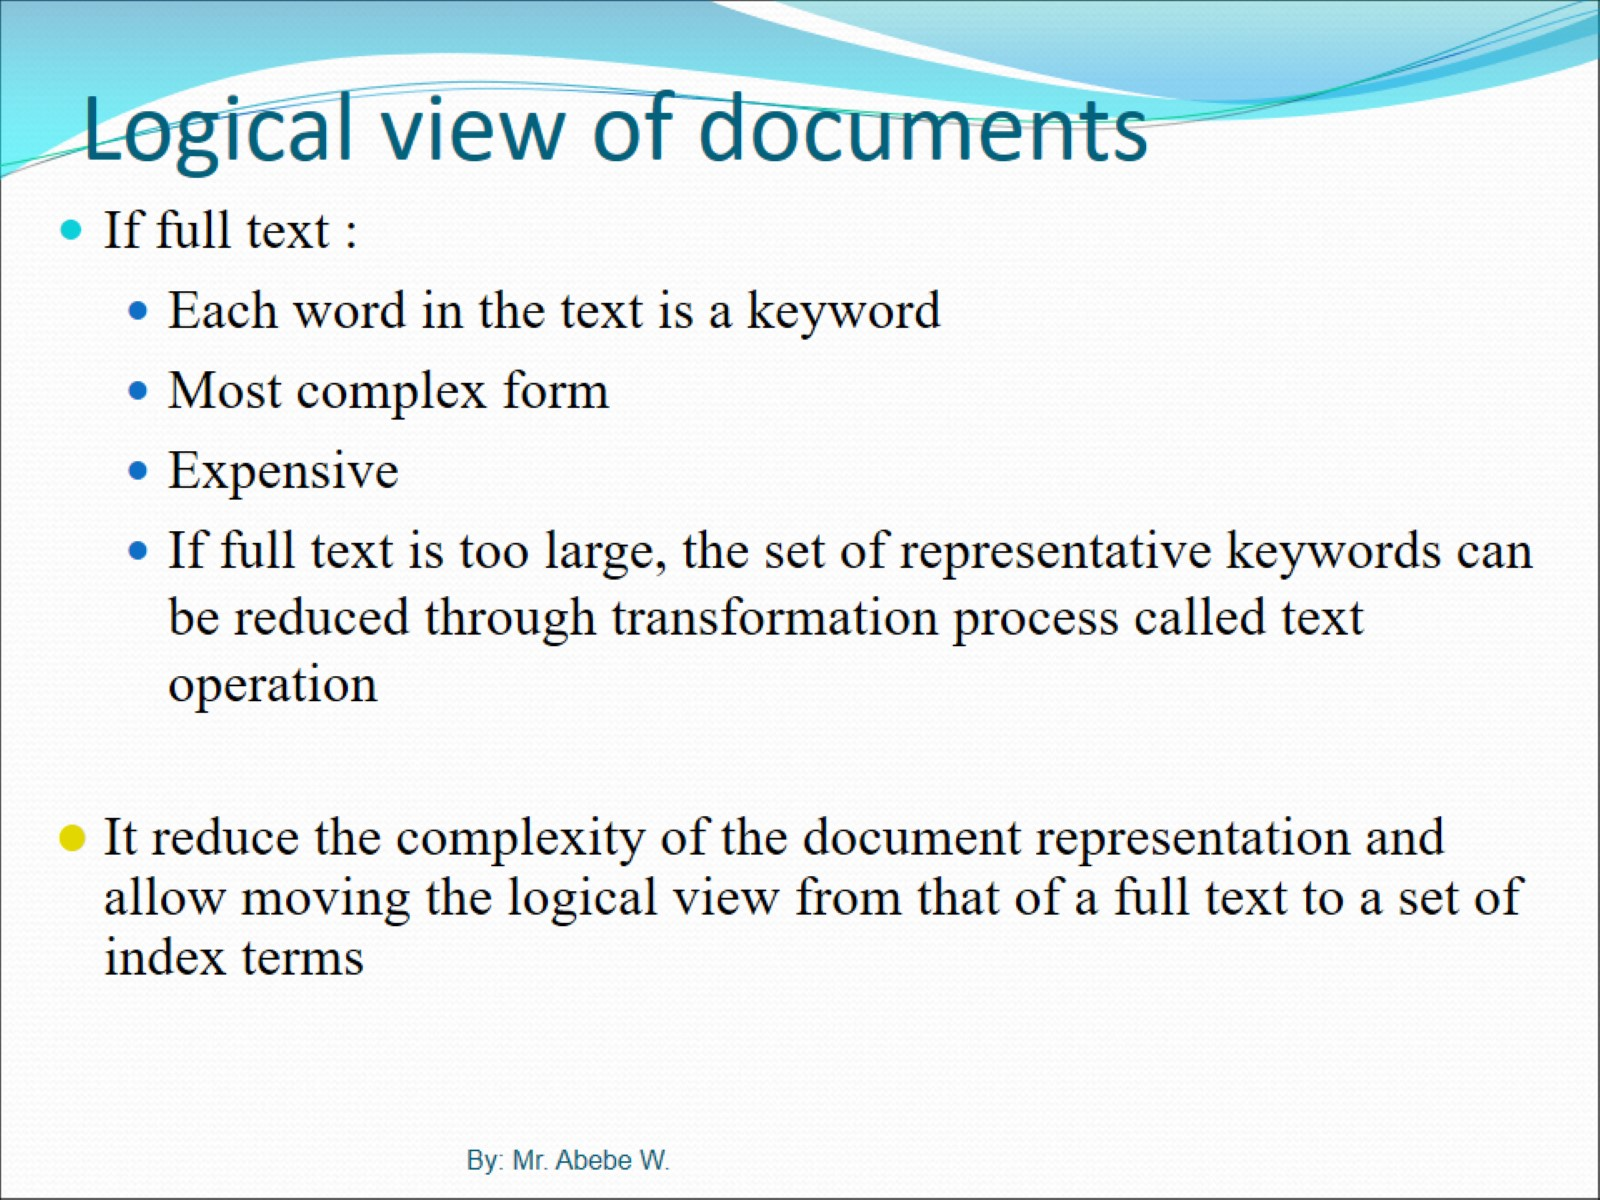 Logical view of documents
If full text :
Each word in the text is a keyword
Most complex form
Expensive
If full text is too large, the set of representative keywords can
be reduced through transformation process called text
operation
It reduce the complexity of the document representation and
allow moving the logical view from that of a full text to a set of
index terms
By: Mr. Abebe W.